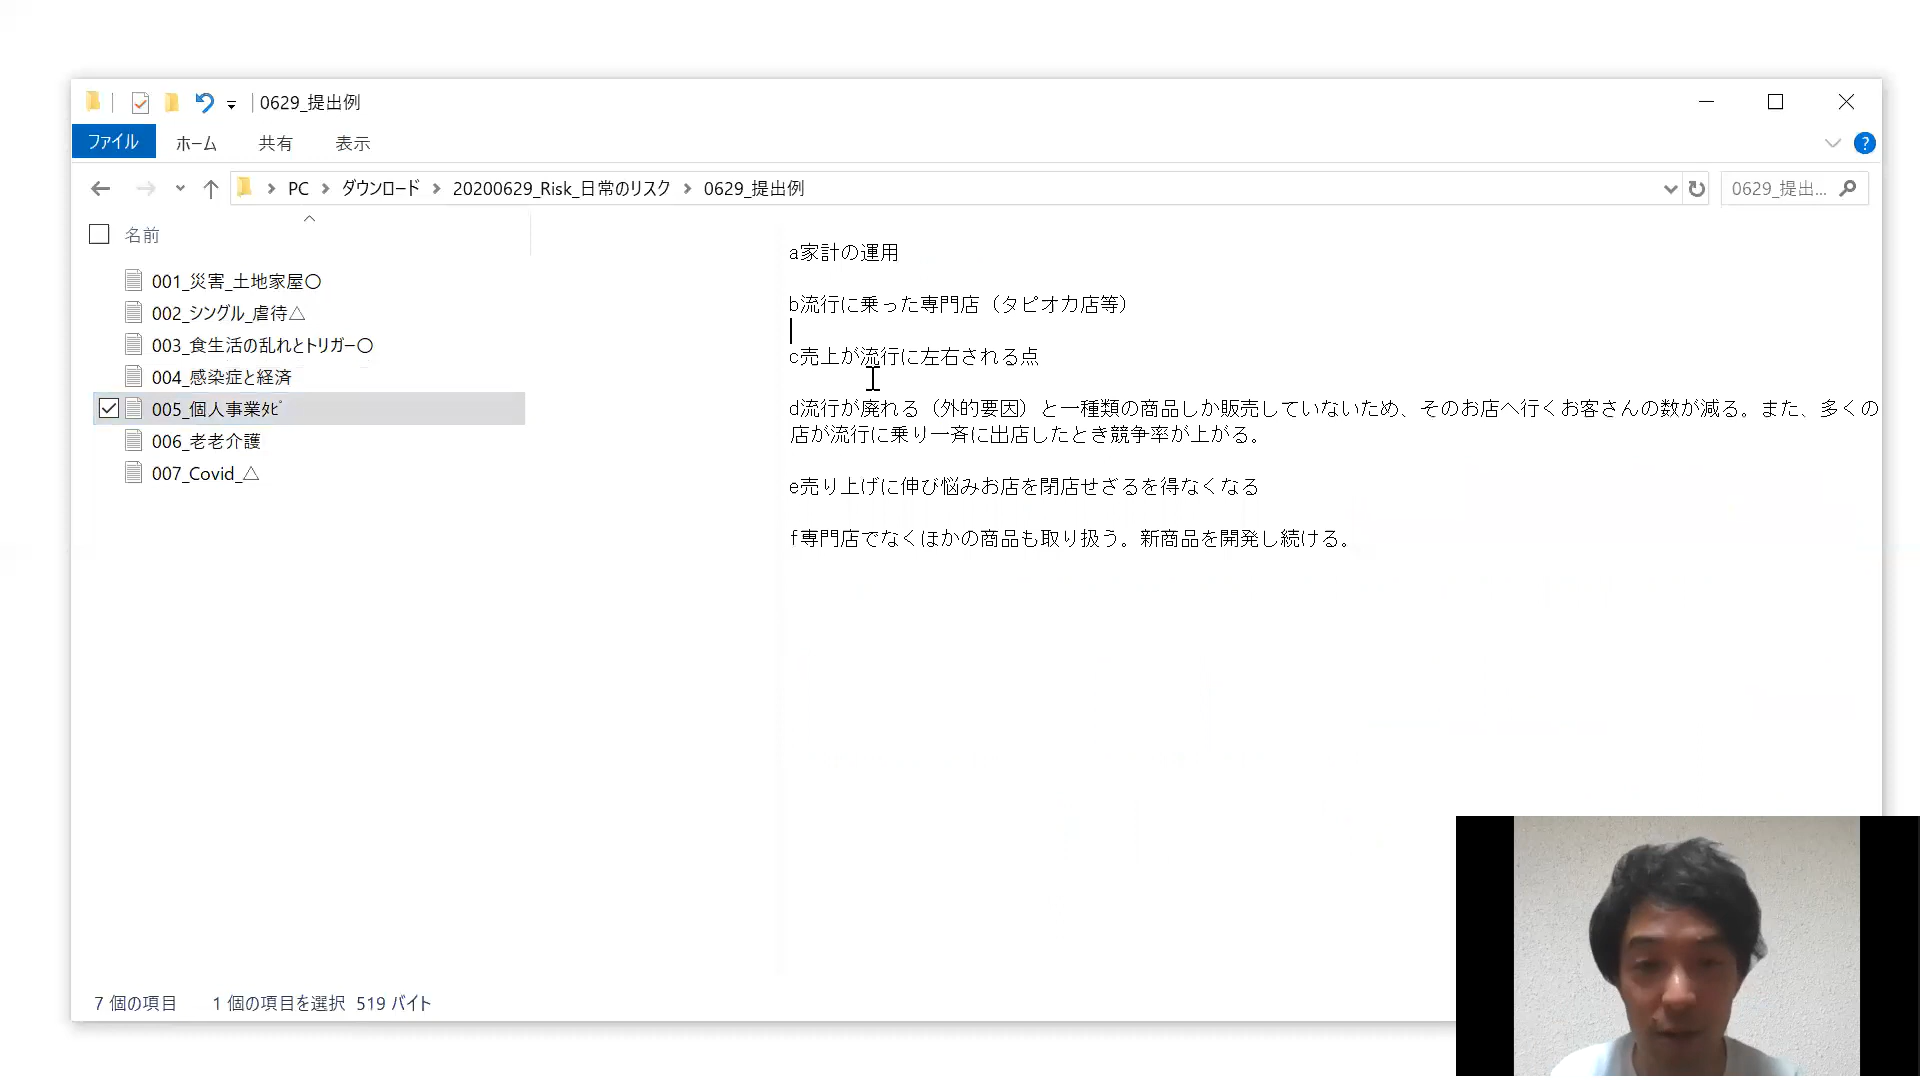 0629_提出例
ファイル
ホーム
共有
表示
PC
ダウンロード
20200629_Risk_日常のリスク
0629_提出例
0629_提出...
名前
001_災害_土地家屋〇
002_シングル_虐待△
003_食生活の乱れとトリガー〇
004_感染症と経済
005_個人事業ﾀﾋﾟ
006_老老介護
007_Covid_△
a家計の運用
b流行に乗った専門店（タピオカ店等）
c売上が流行に左右される点
d流行が廃れる（外的要因）と一種類の商品しか販売していないため、そのお店へ行くお客さんの数が減る。また、多くの
店が流行に乗り一斉に出店したとき競争率が上がる。
e売り上げに伸び悩みお店を閉店せざるを得なくなる
f専門店でなくほかの商品も取り扱う。新商品を開発し続ける。
7 個の項目
1 個の項目を選択 519 バイト